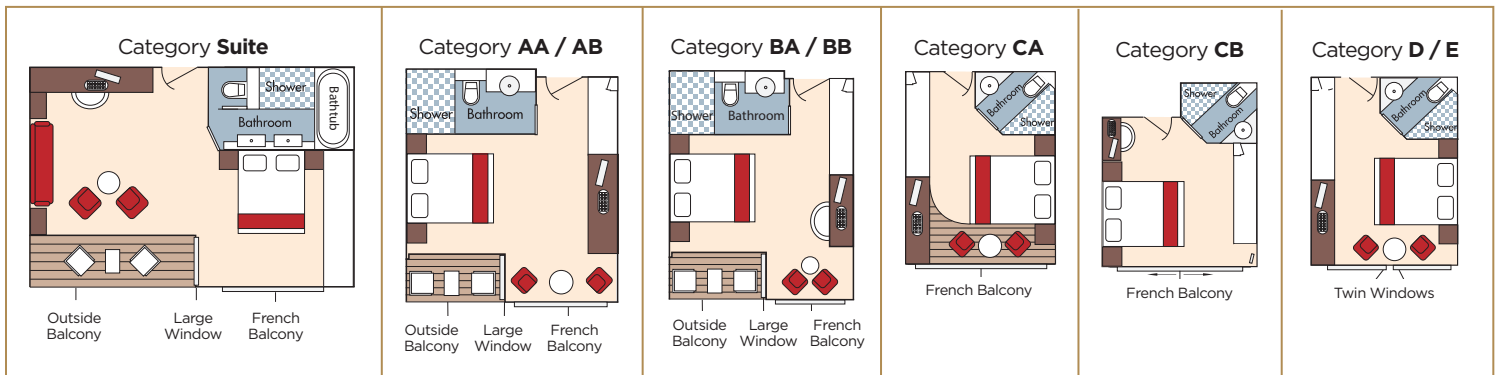 Category Suite
Shower
Bathtub
Bathroom
Outside
Balcony
Large
Window
French
Balcony
Category AA / AB
Shower
Bathroom
Outside
Balcony
Large
Window
French
Balcony
Category BA / BB
Shower
Bathroom
Outside
Balcony
Large
Window
French
Balcony
Category CA
Bathroom
Shower
French Balcony
Category CB
Shower
Bathroom
French Balcony
Category D / E
Bathroom
Shower
Twin Windows